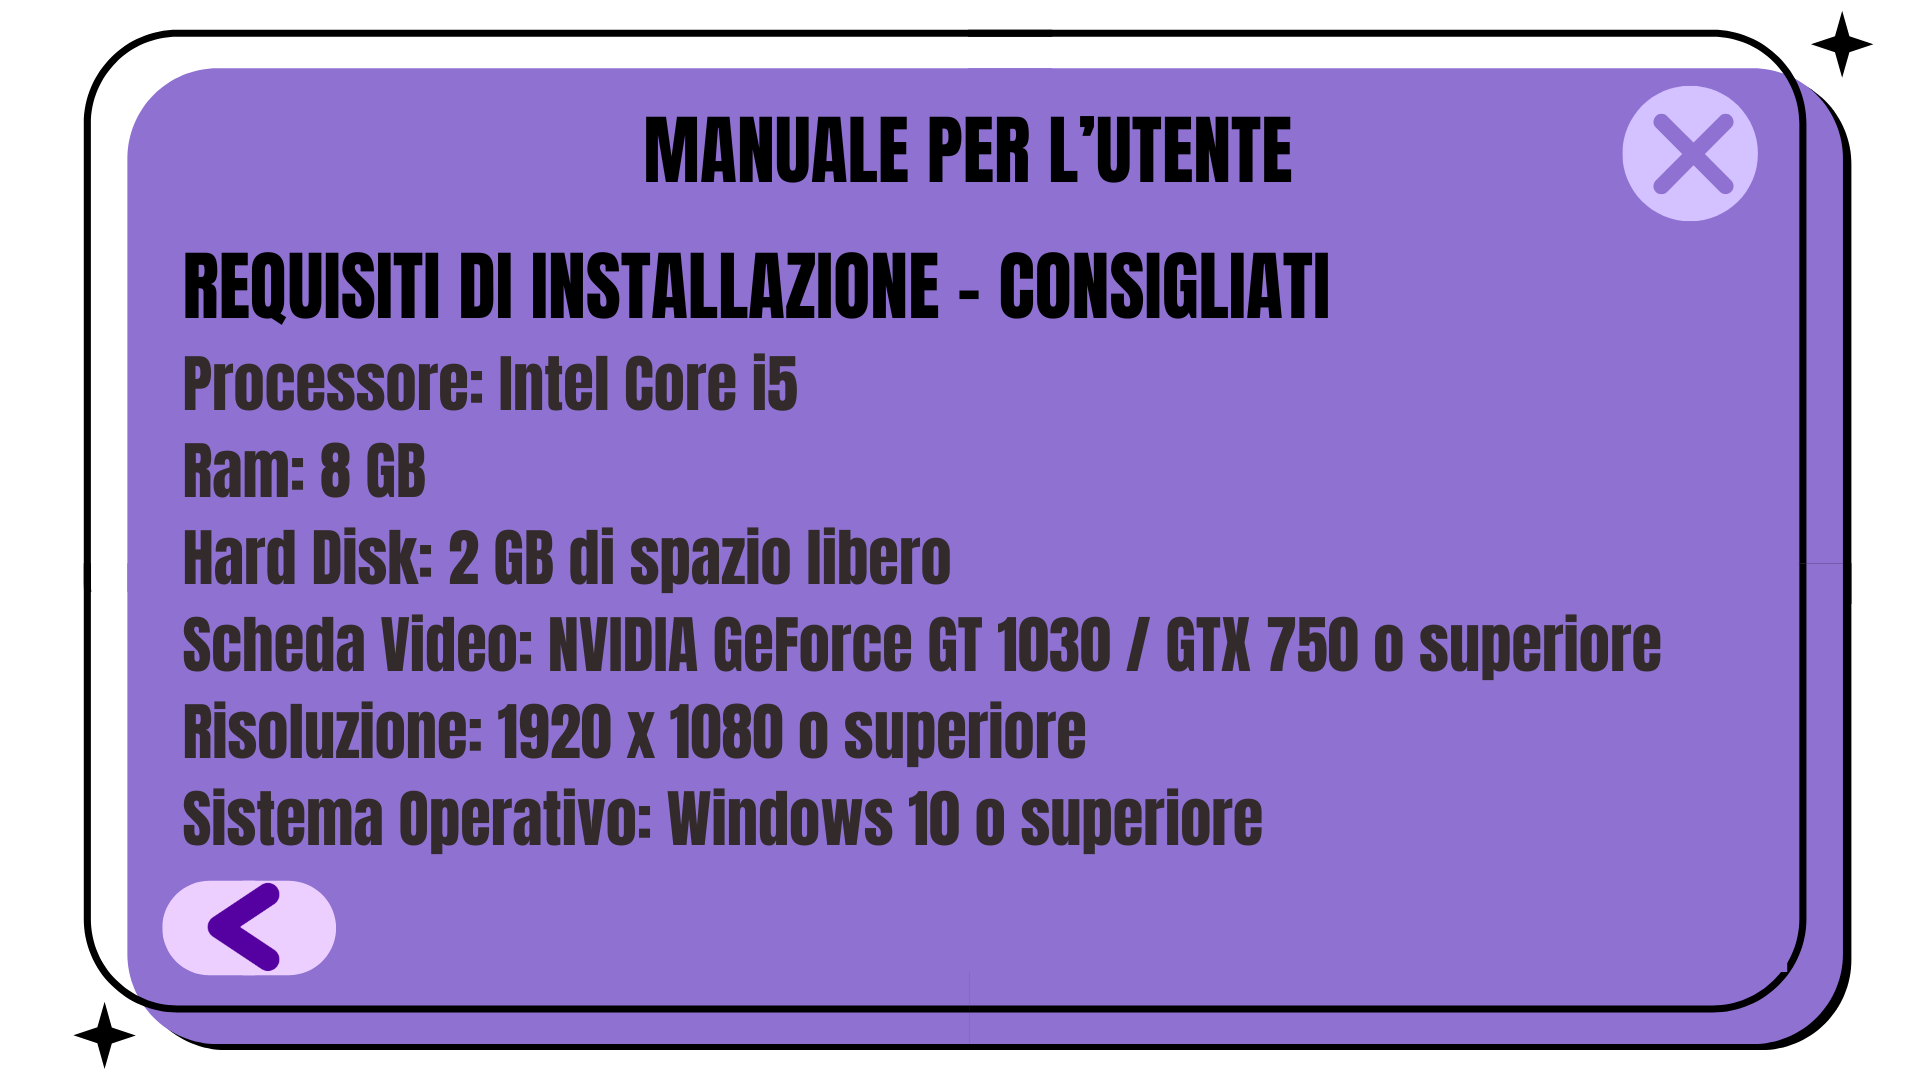 MANUALE PER L’UTENTE
REQUISITI DI INSTALLAZIONE - CONSIGLIATI
Processore: Intel Core i5
Ram: 8 GB
Hard Disk: 2 GB di spazio libero
Scheda Video: NVIDIA GeForce GT 1030 / GTX 750 o superiore
Risoluzione: 1920 x 1080 o superiore
Sistema Operativo: Windows 10 o superiore